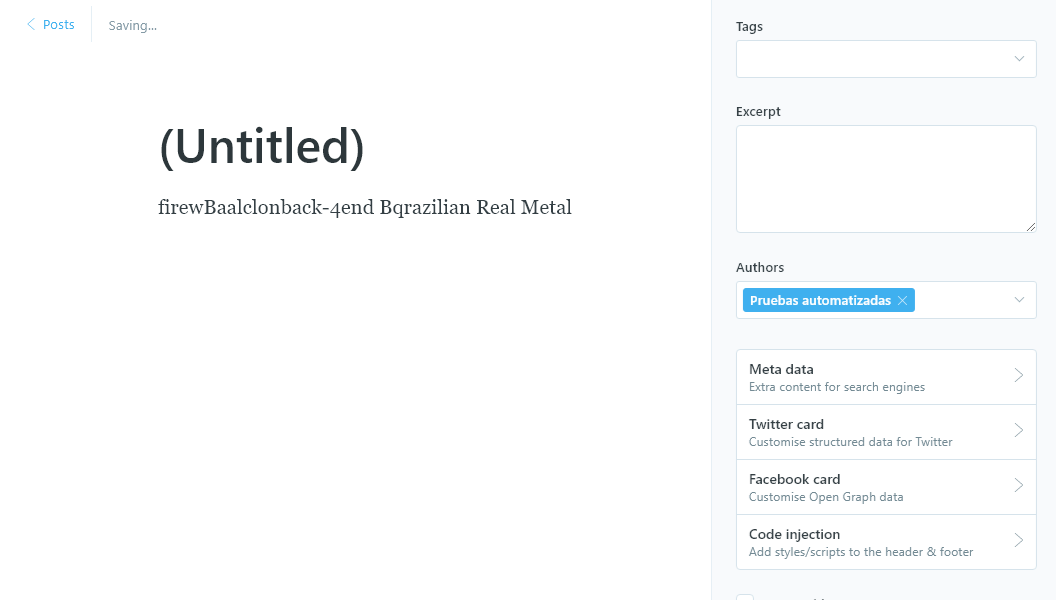 Posts
Saving...
(Untitled)
firewBaalclonback-4end Bqrazilian Real Metal
Tags
Excerpt
Authors
Pruebas automatizadas
Meta data
Extra content for search engines
Twitter card
Customise structured data for Twitter
Facebook card
Customise Open Graph data
Code injection
Add styles/scripts to the header & footer